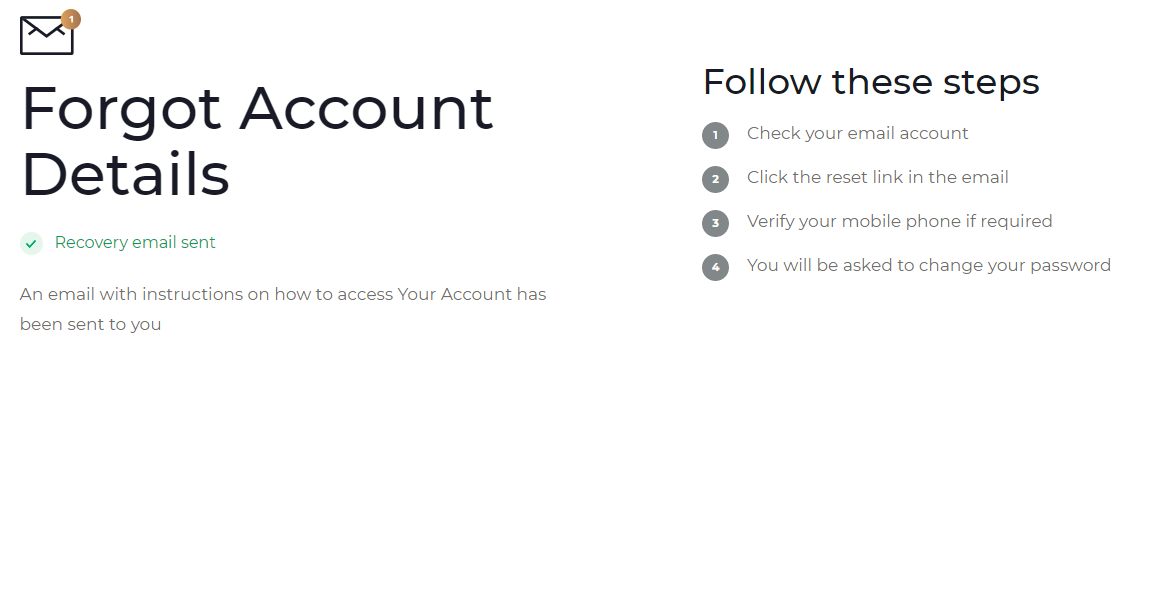 1
Forgot Account
Details
Recovery email sent
An email with instructions on how to access Your Account has
been sent to you
Follow these steps
1 Check your email account
2 Click the reset link in the email
3 Verify your mobile phone if required
4 You will be asked to change your password